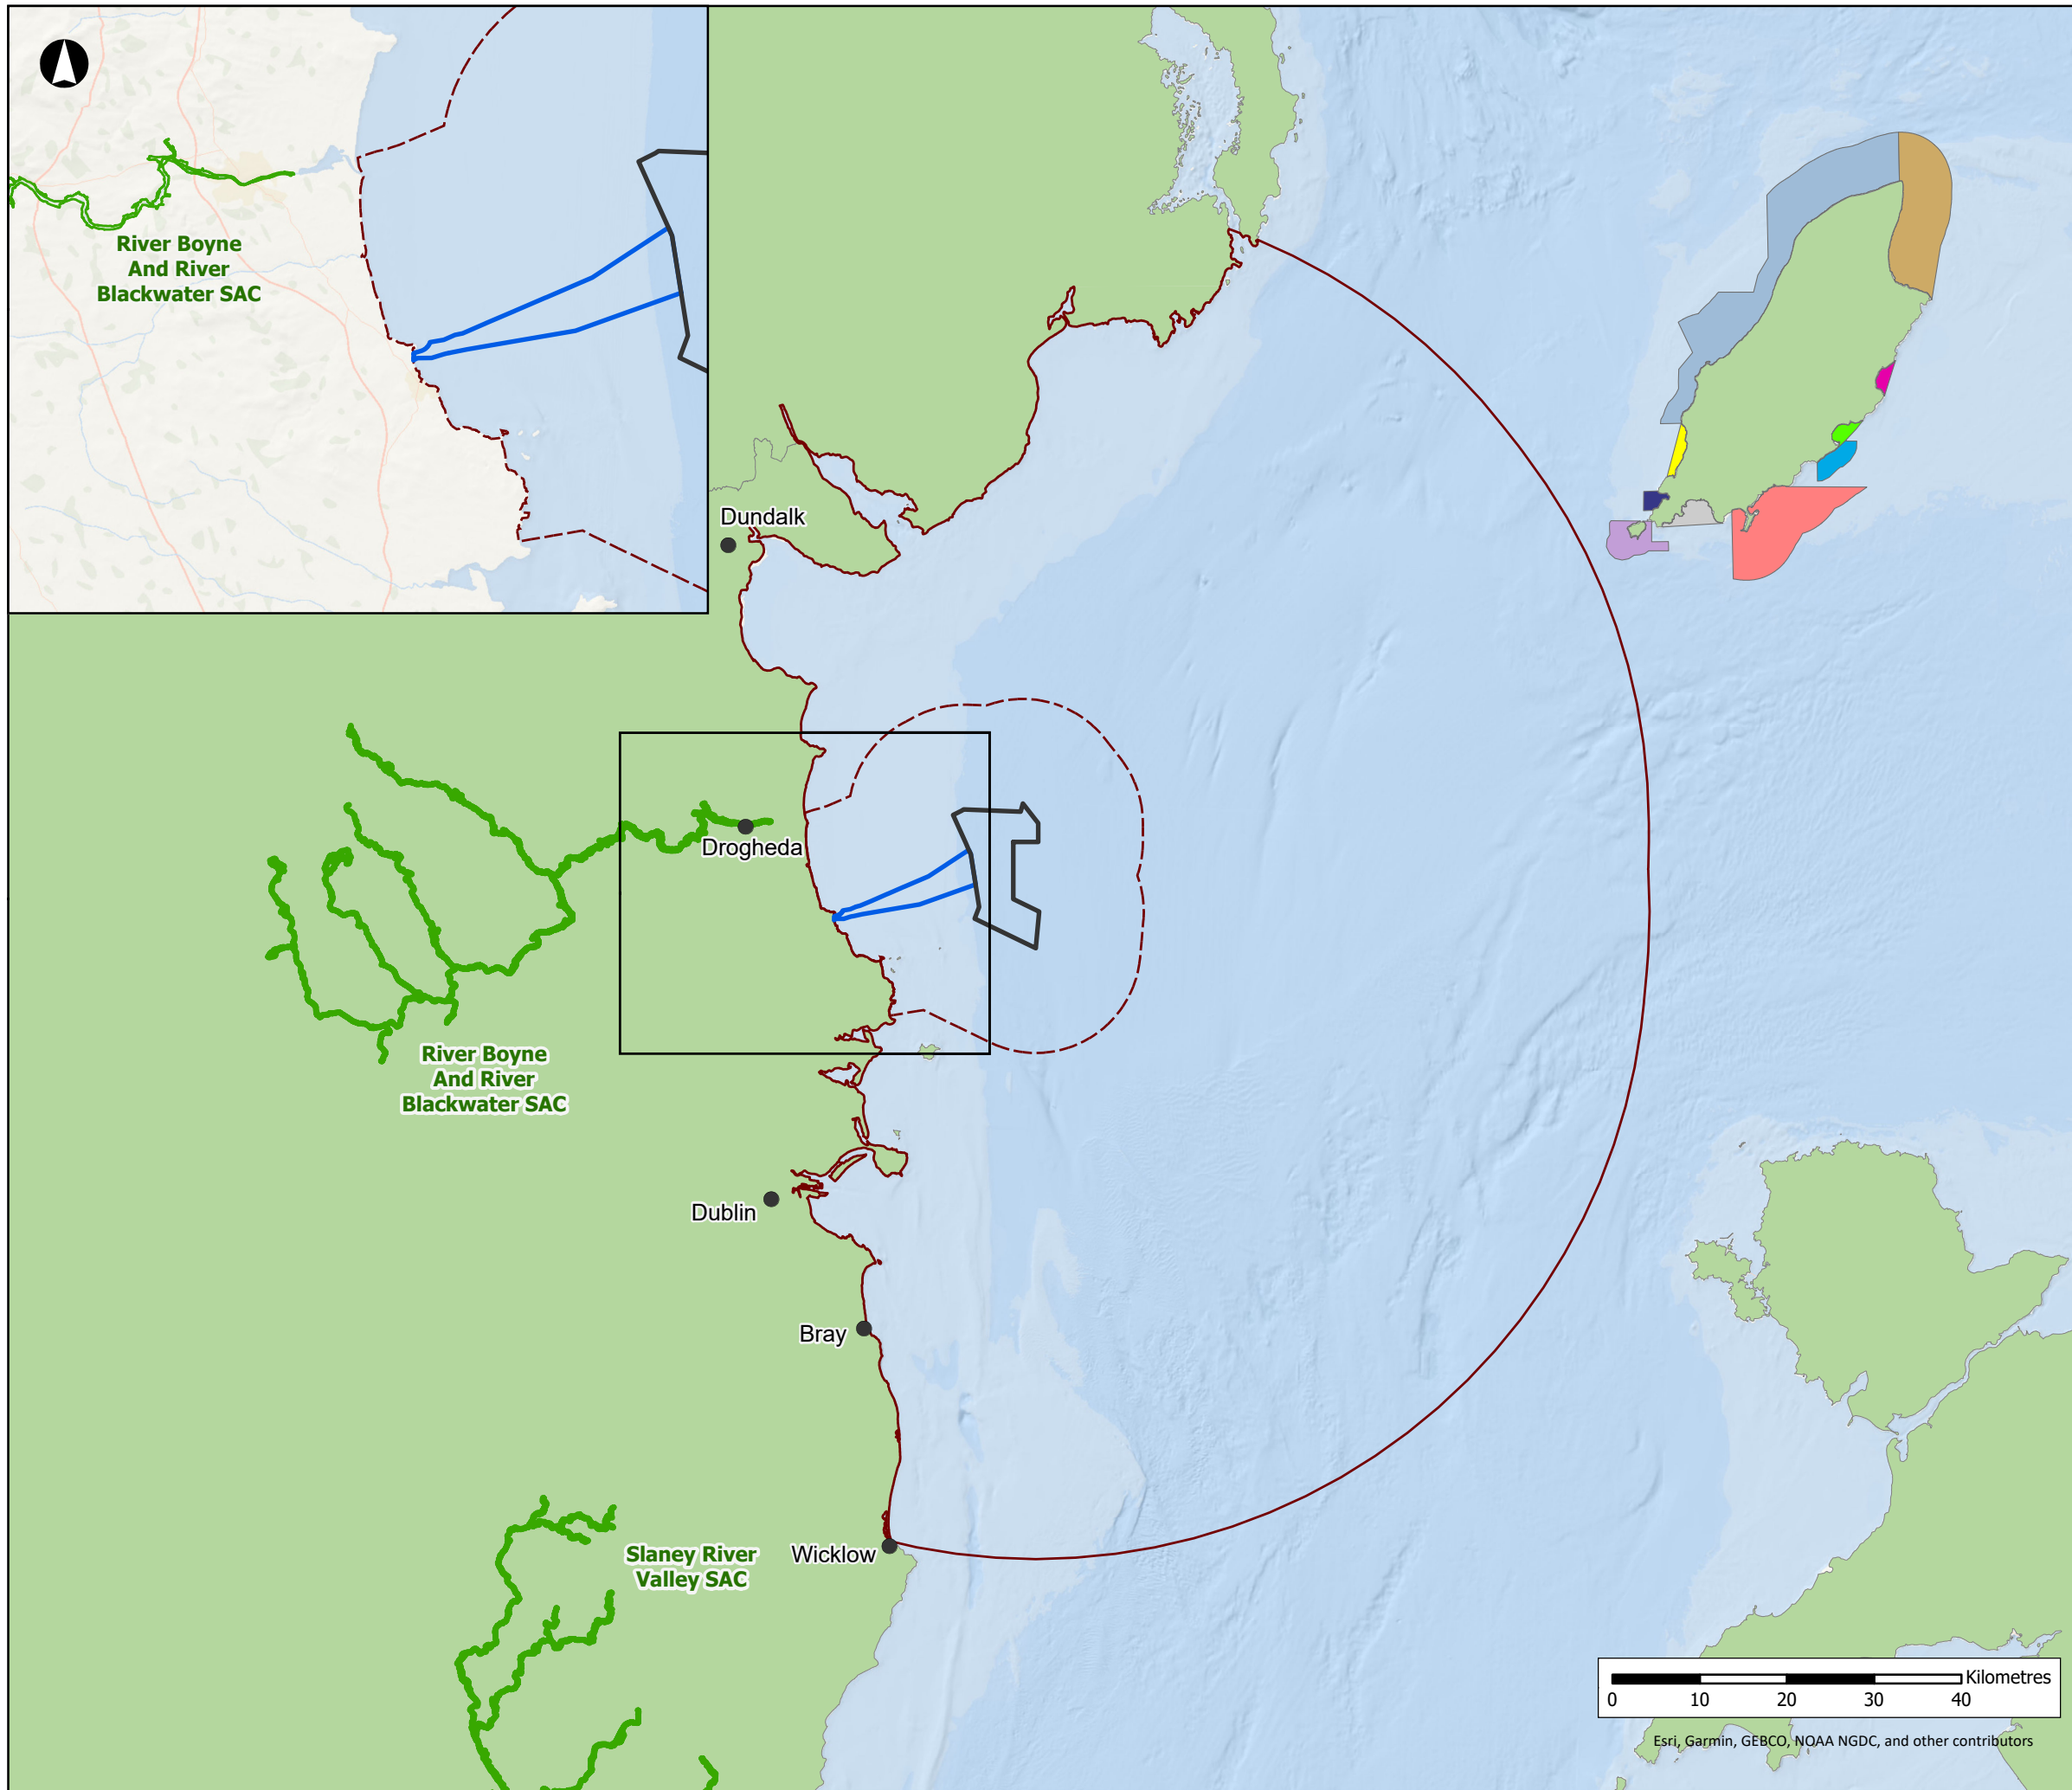 River Boyne
And River
Blackwater SAC
Dundalk
Drogheda
River Boyne
And River
Blackwater SAC
Dublin
Bray
Wicklow
Slaney River
Valley SAC
Kilometres
0 10 20 30 40
Esri, Garmin, GEBCO, NOAA NGDC, and other contributors